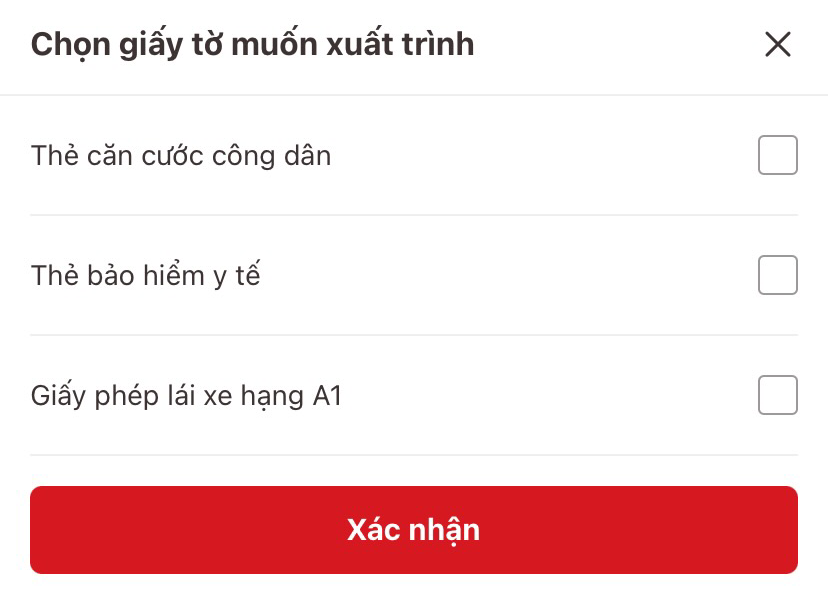 Chọn giấy tờ muốn xuất trình
Thẻ căn cước công dân
Thẻ bảo hiểm y tế
Giấy phép lái xe hạng A1
Xác nhận